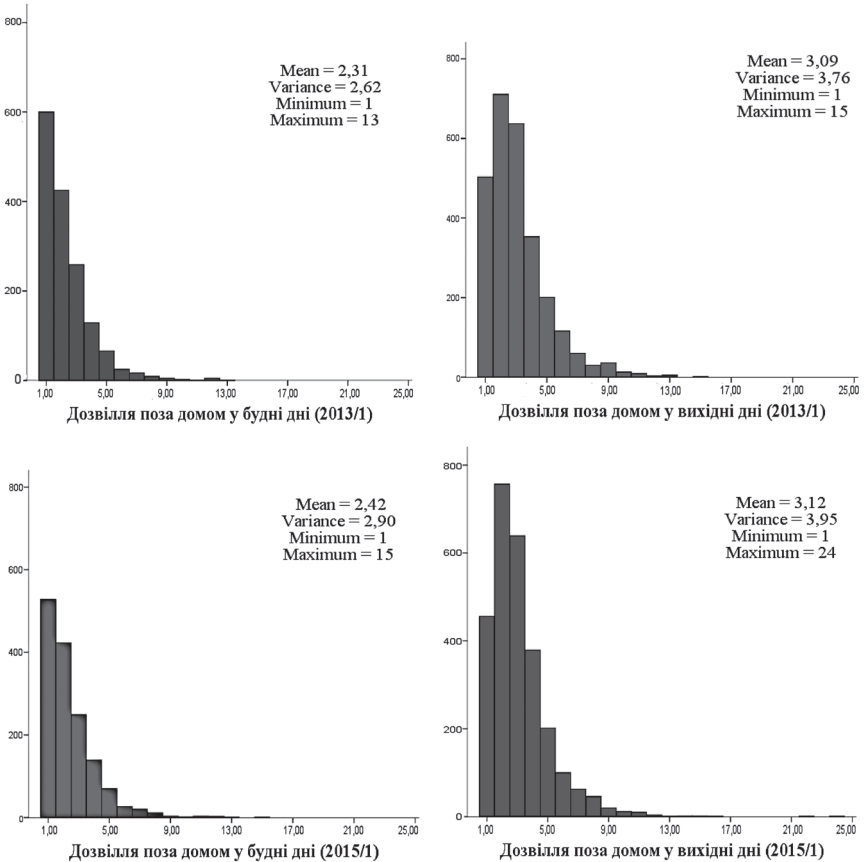 800
600
400
200
0
Mean = 2,31
Variance = 2,62
Minimum = 1
Maximum = 13
1,00 5,00 9,00 13,00 17,00 21,00 25,00
Дозвілля поза домом у будні дні (2013/1)
800
600
400
200
0
Mean = 3,09
Variance = 3,76
Minimum = 1
Maximum = 15
1,00 5,00 9,00 13,00 17,00 21,00 25,00
Дозвілля поза домом у вихідні дні (2013/1)
800
600
400
200
0
Mean = 2,42
Variance = 2,90
Minimum = 1
Maximum = 15
1,00 5,00 9,00 13,00 17,00 21,00 25,00
Дозвілля поза домом у будні дні (2015/1)
800
600
400
200
0
Mean = 3,12
Variance = 3,95
Minimum = 1
Maximum = 24
1,00 5,00 9,00 13,00 17,00 21,00 25,00
Дозвілля поза домом у вихідні дні (2015/1)